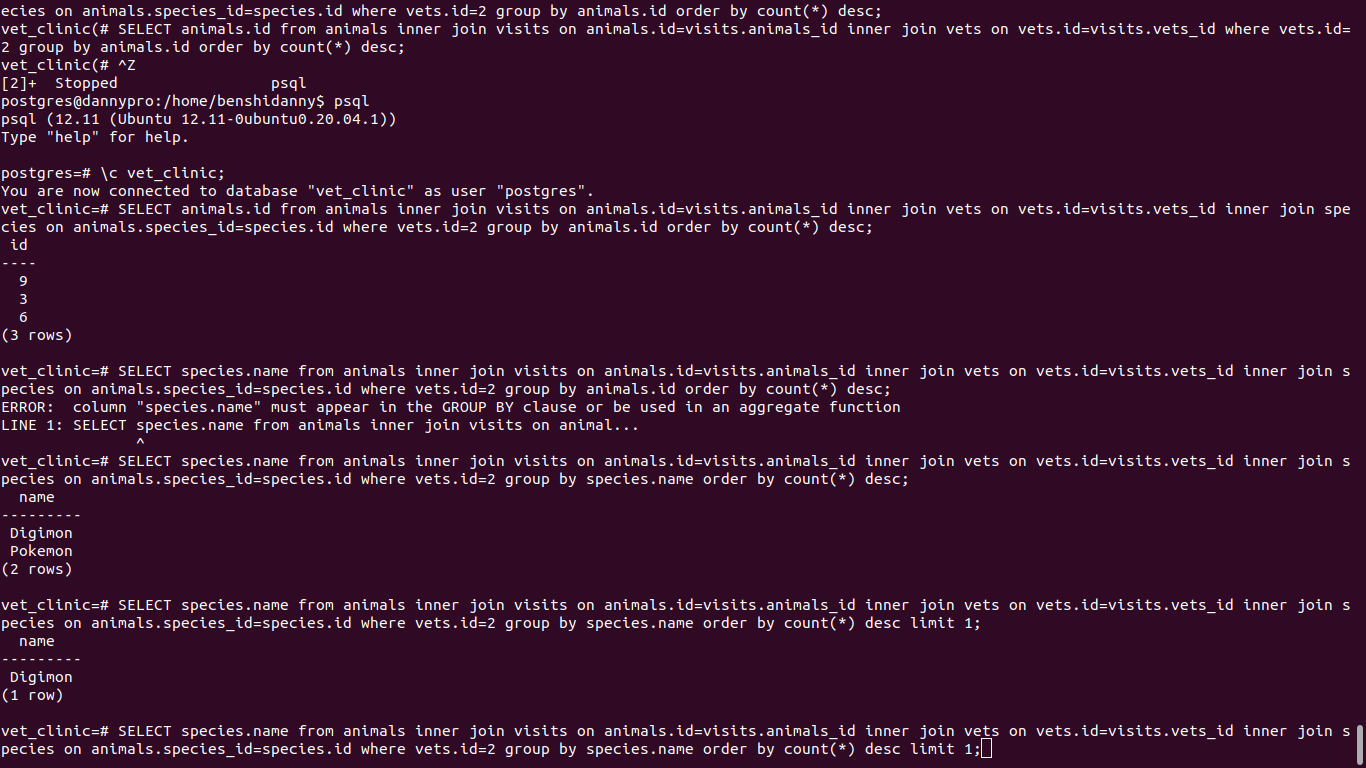 ecies on animals.species_id=species.id where vets.id=2 group by animals.id order by count(*) desc;
vet_clinic(# SELECT animals.id from animals inner join visits on animals.id=visits.animals_id inner join vets on vets.id=visits.vets_id where vets.id=
2 group by animals.id order by count(*) desc;
vet_clinic(# ^Z
[2]+  Stopped                 psql
postgres@dannypro:/home/benshidanny$ psql
psql (12.11 (Ubuntu 12.11-0ubuntu0.20.04.1))
Type "help" for help.

postgres=# \c vet_clinic;
You are now connected to database "vet_clinic" as user "postgres".
vet_clinic=# SELECT animals.id from animals inner join visits on animals.id=visits.animals_id inner join vets on vets.id=visits.vets_id inner join spe
cies on animals.species_id=species.id where vets.id=2 group by animals.id order by count(*) desc;
 id
----
  9
  3
  6
(3 rows)

vet_clinic=# SELECT species.name from animals inner join visits on animals.id=visits.animals_id inner join vets on vets.id=visits.vets_id inner join s
pecies on animals.species_id=species.id where vets.id=2 group by animals.id order by count(*) desc;
ERROR:  column "species.name" must appear in the GROUP BY clause or be used in an aggregate function
LINE 1: SELECT species.name from animals inner join visits on animal...
               ^
vet_clinic=# SELECT species.name from animals inner join visits on animals.id=visits.animals_id inner join vets on vets.id=visits.vets_id inner join s
pecies on animals.species_id=species.id where vets.id=2 group by species.name order by count(*) desc;
  name
---------
 Digimon
 Pokemon
(2 rows)

vet_clinic=# SELECT species.name from animals inner join visits on animals.id=visits.animals_id inner join vets on vets.id=visits.vets_id inner join s
pecies on animals.species_id=species.id where vets.id=2 group by species.name order by count(*) desc limit 1;
  name
---------
 Digimon
(1 row)

vet_clinic=# SELECT species.name from animals inner join visits on animals.id=visits.animals_id inner join vets on vets.id=visits.vets_id inner join s
pecies on animals.species_id=species.id where vets.id=2 group by species.name order by count(*) desc limit 1;